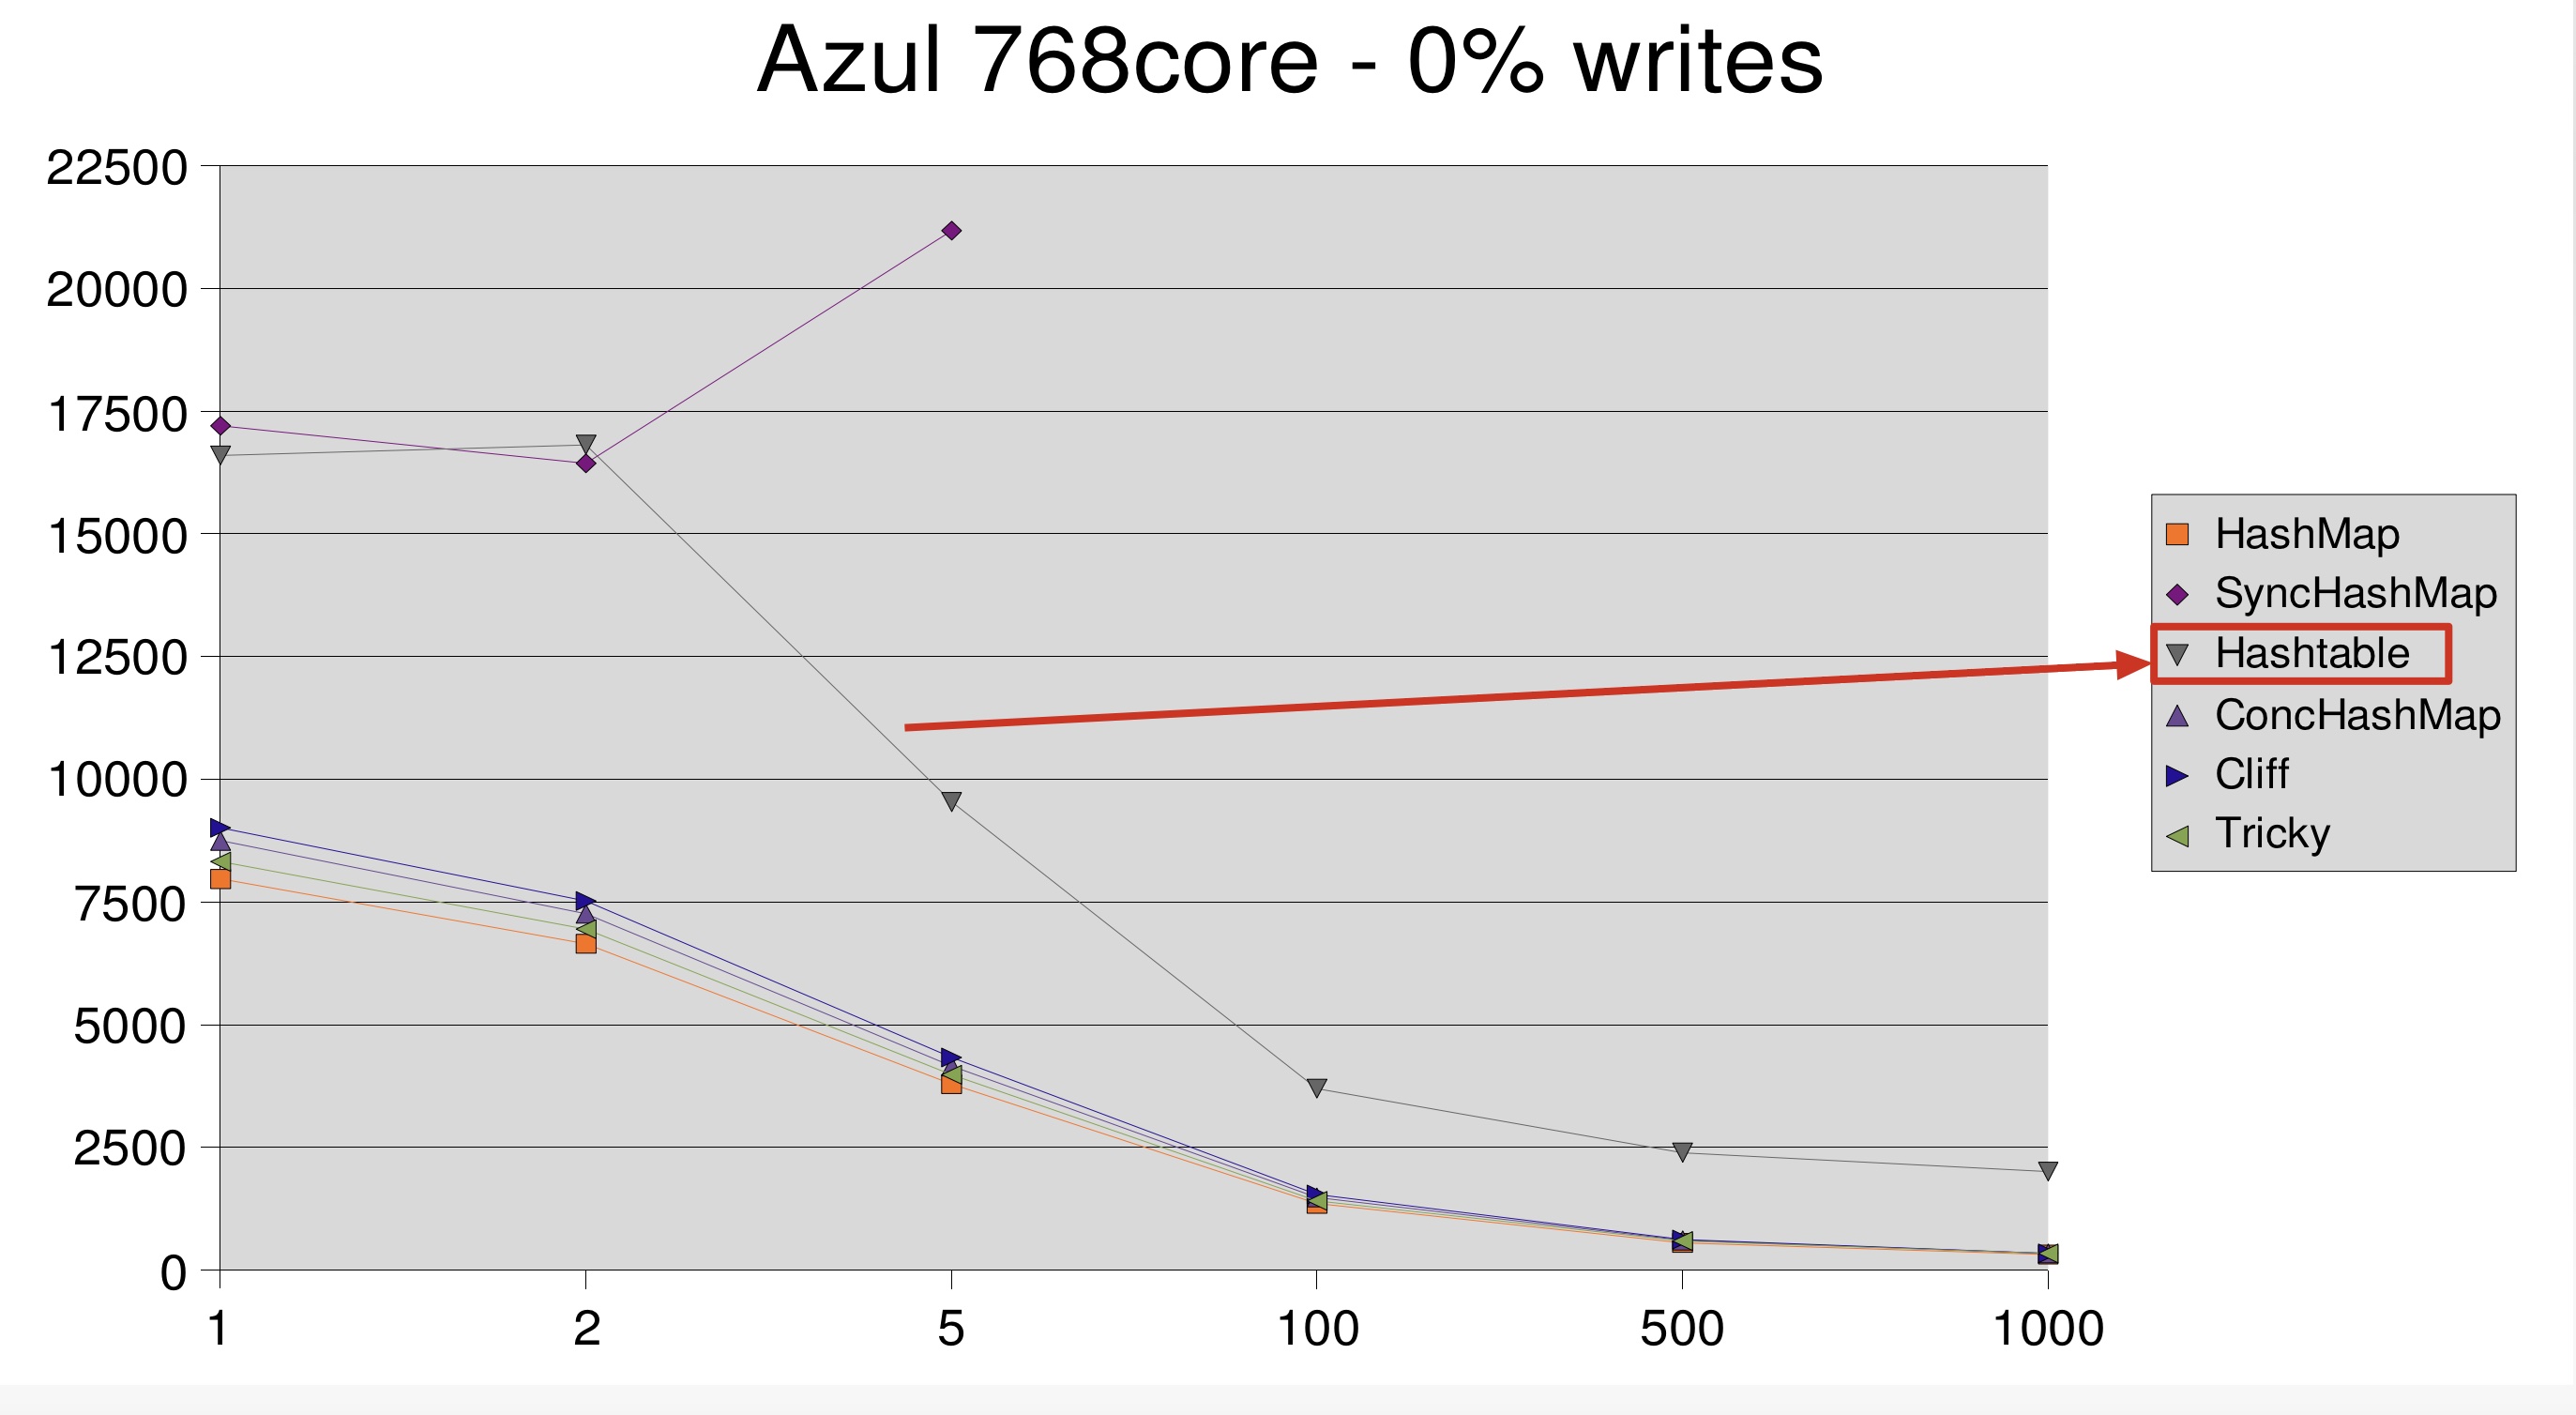 Azul 768core - 0% writes
22500
20000
17500
15000
12500
10000
7500
5000
2500
0
1 2 5 100 500 1000
HashMap
SyncHashMap
Hashtable
ConcHashMap
Cliff
Tricky